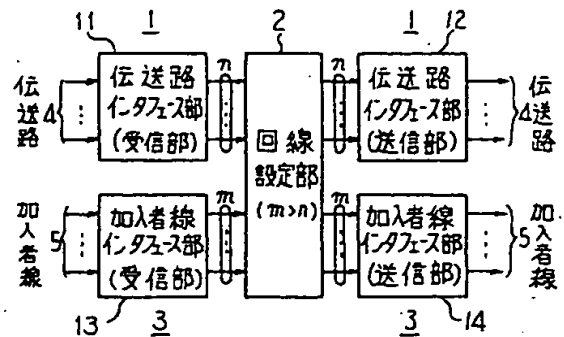 11
1
2
1
12
伝送路
4
伝送路
インタフェース部
(受信部)
n
回線
設定部
(m>n)
n
伝送路
インタフェース部
(送信部)
4
伝送路
加入者線
5
加入者線
インタフェース部
(受信部)
m
m
加入者線
インタフェース部
(送信部)
5
加入者線
13
3
3
14